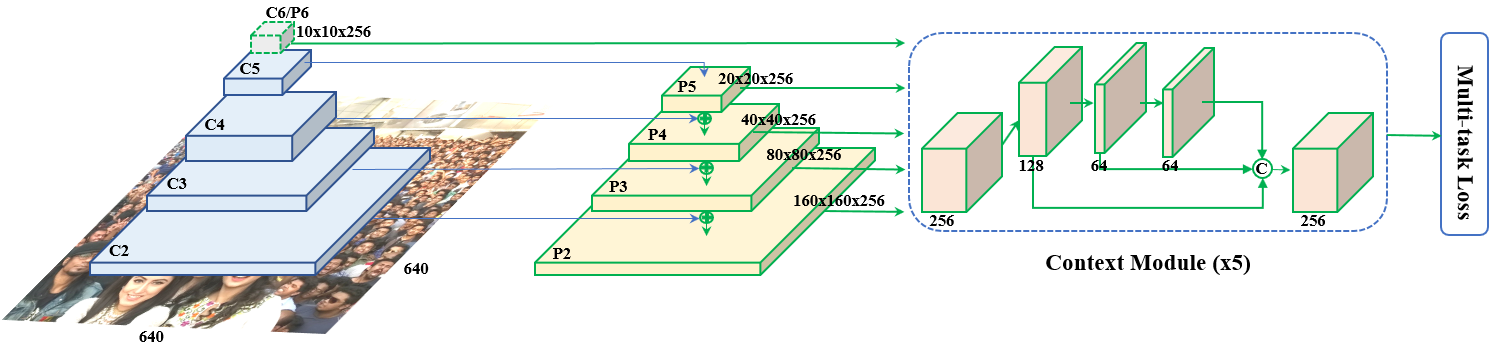 C6/P6
10x10x256
C5
C4
C3
C2
640
640
P5
20x20x256
P4
40x40x256
P3
80x80x256
P2
160x160x256
256
128
64
64
C
256
Context Module (x5)
Multi-task Loss